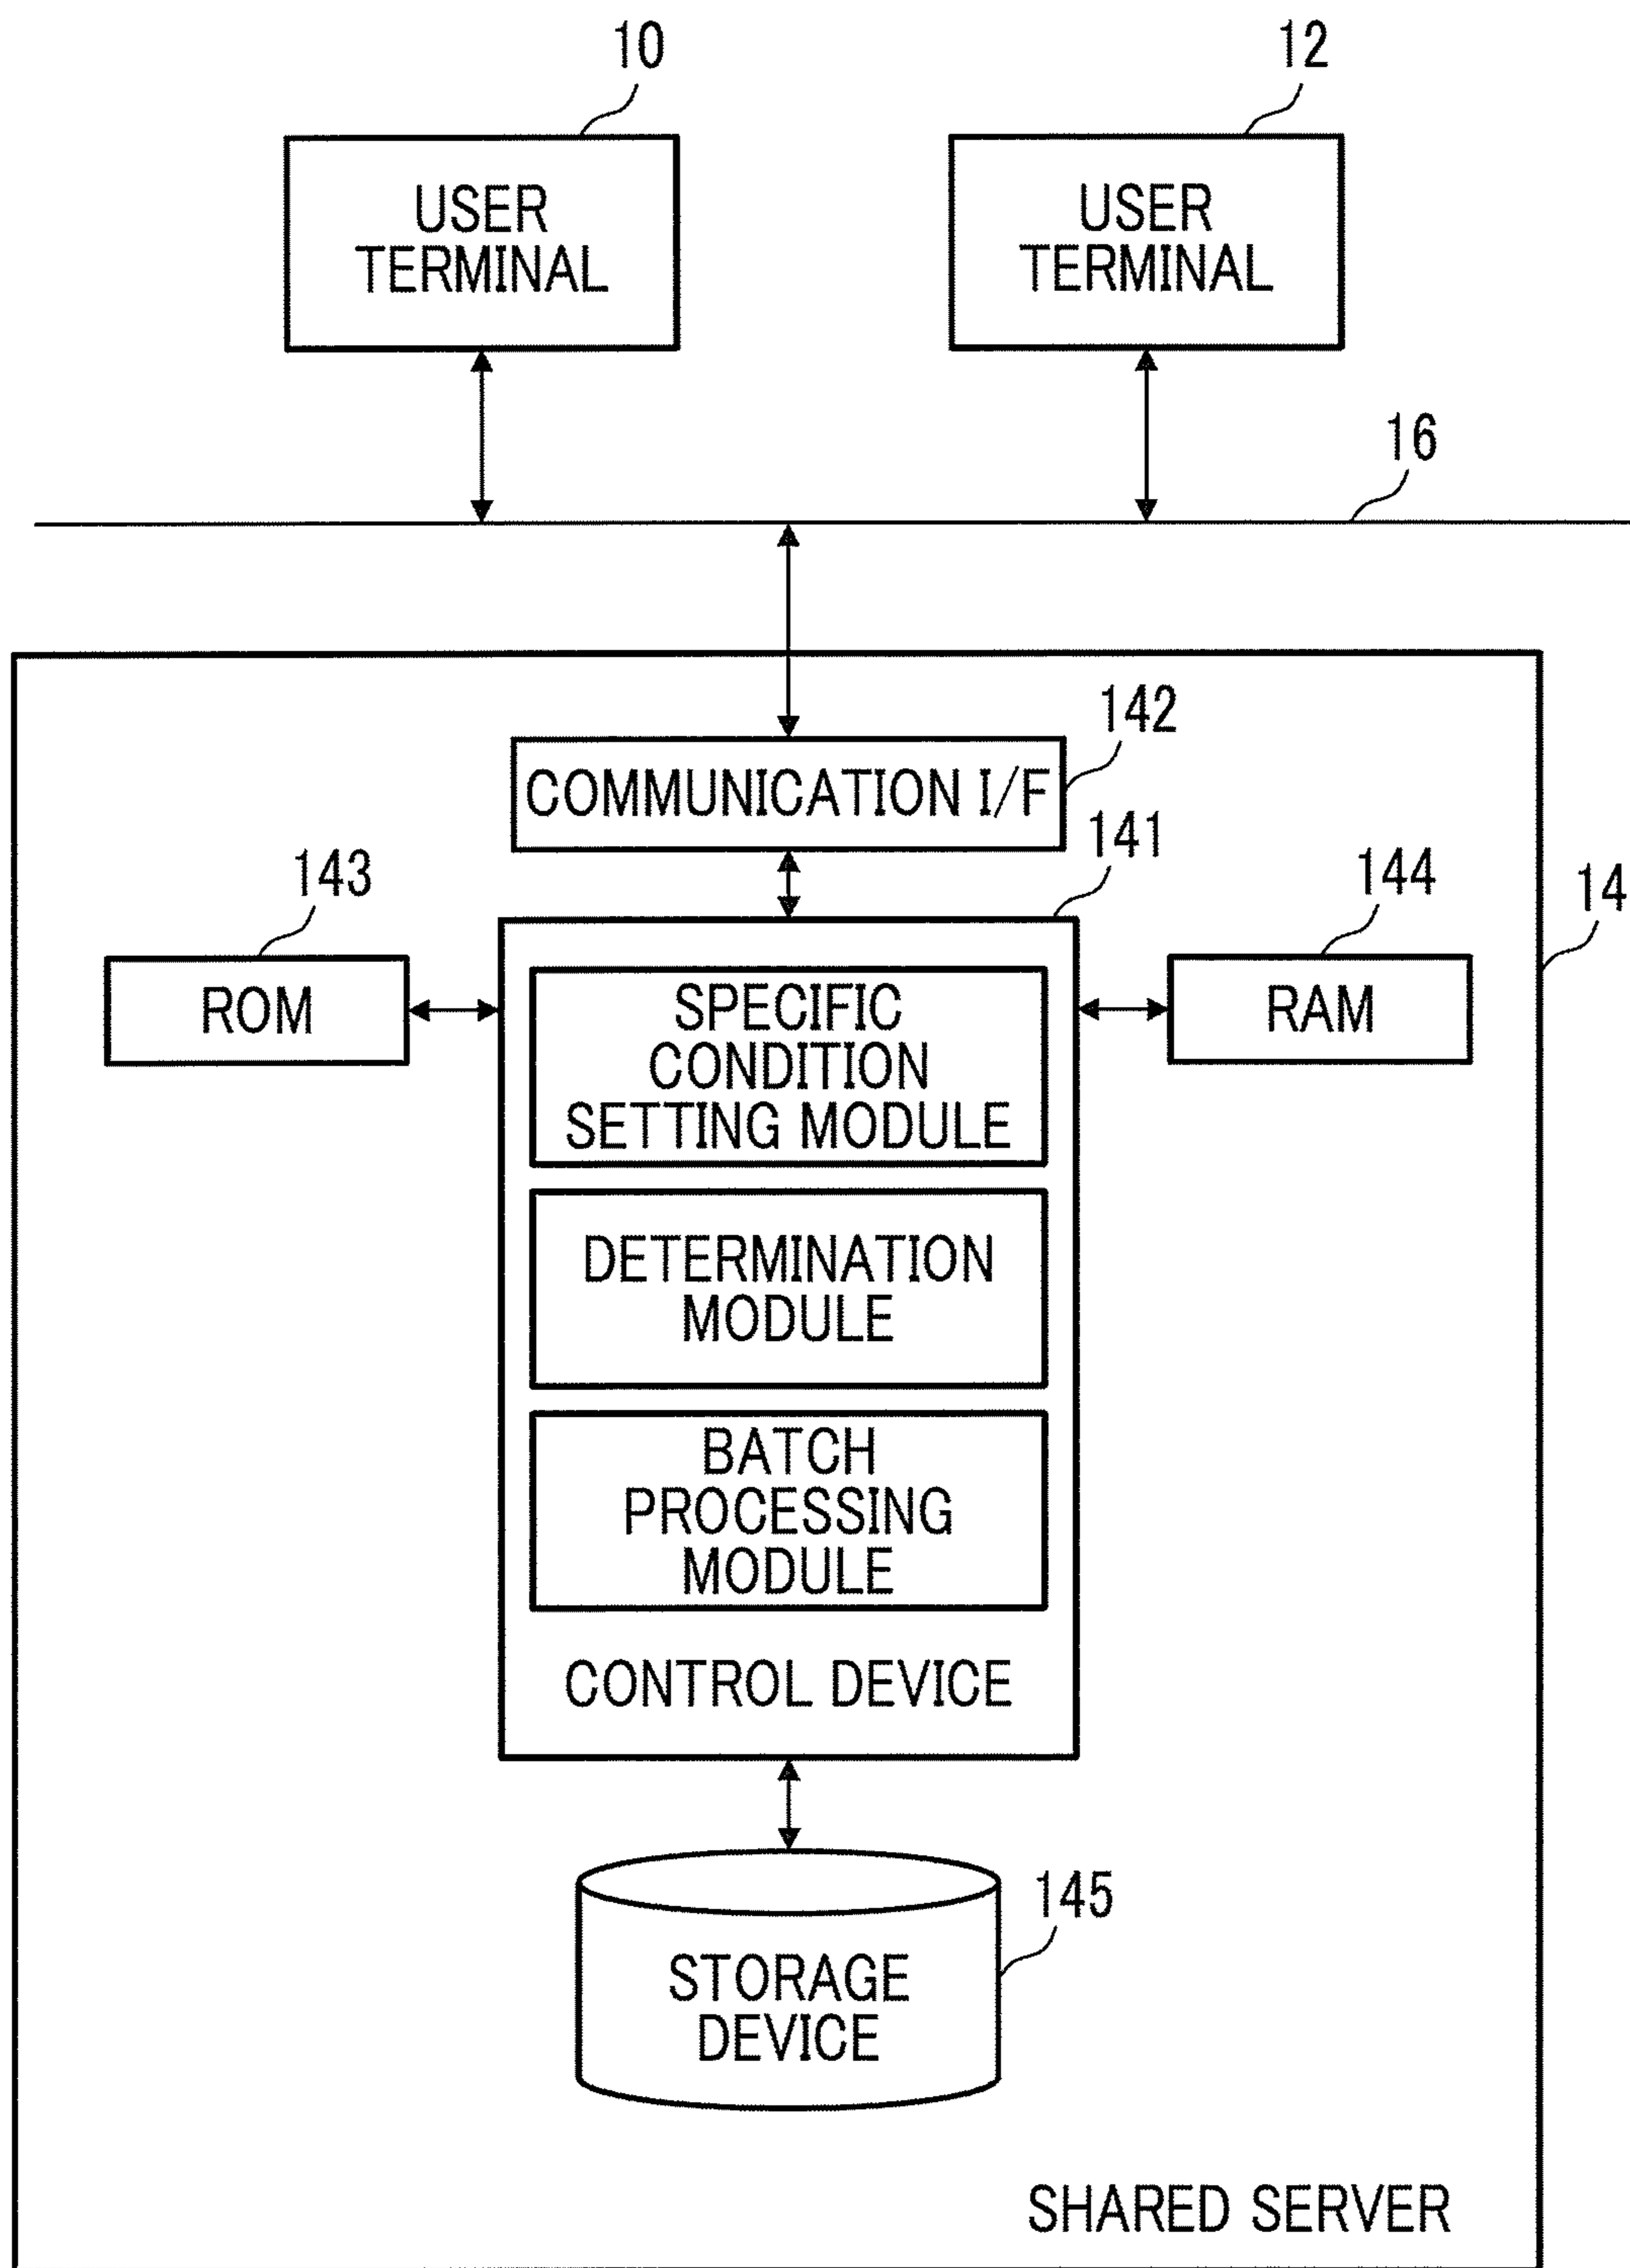 10
12
USER
TERMINAL
USER
TERMINAL
16
142
COMMUNICATION I/F
141
143
144
14
ROM
SPECIFIC
CONDITION
SETTING MODULE
RAM
DETERMINATION
MODULE
BATCH
PROCESSING
MODULE
CONTROL DEVICE
145
STORAGE
DEVICE
SHARED SERVER